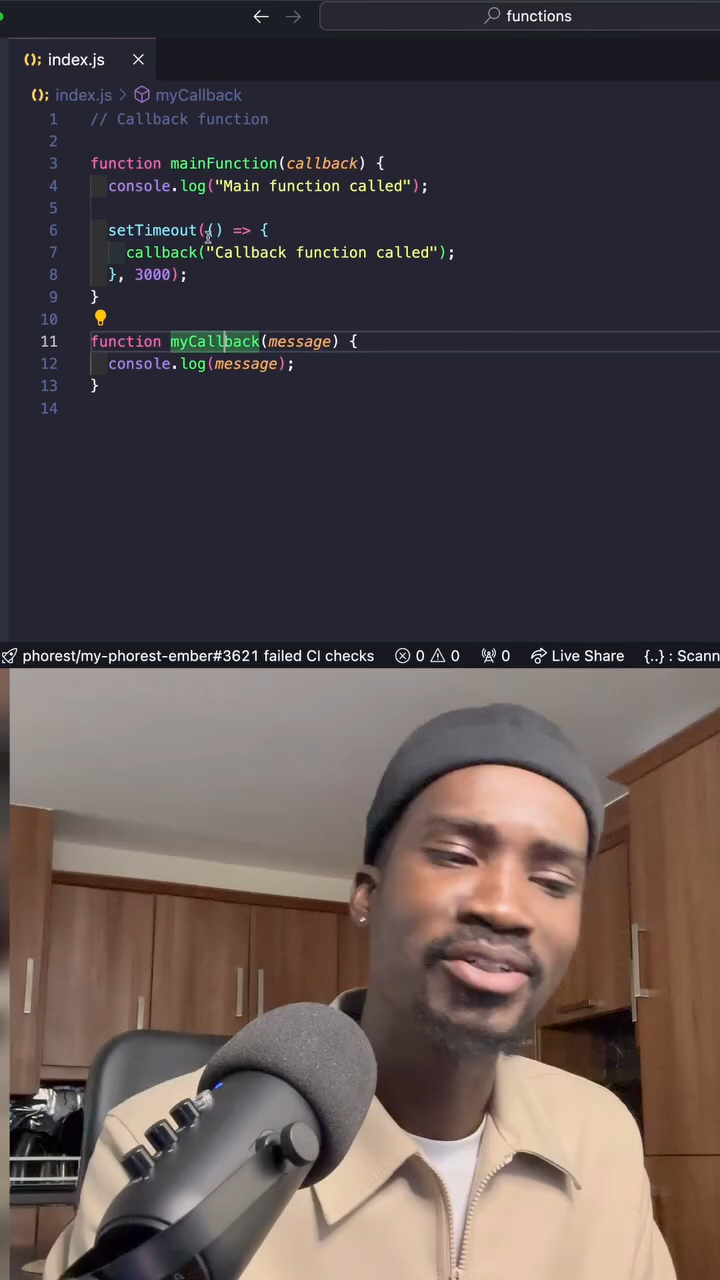 functions
index.js
index.js > myCallback
1 // Callback function
2
3 function mainFunction(callback) {
4 console.log("Main function called");
5
6 setTimeout(() => {
7 callback("Callback function called");
8 }, 3000);
9 }
10
11 function myCallback(message) {
12 console.log(message);
13 }
14
phorest/my-phorest-ember#3621 failed CI checks 0 0 0 Live Share {..} : Scann